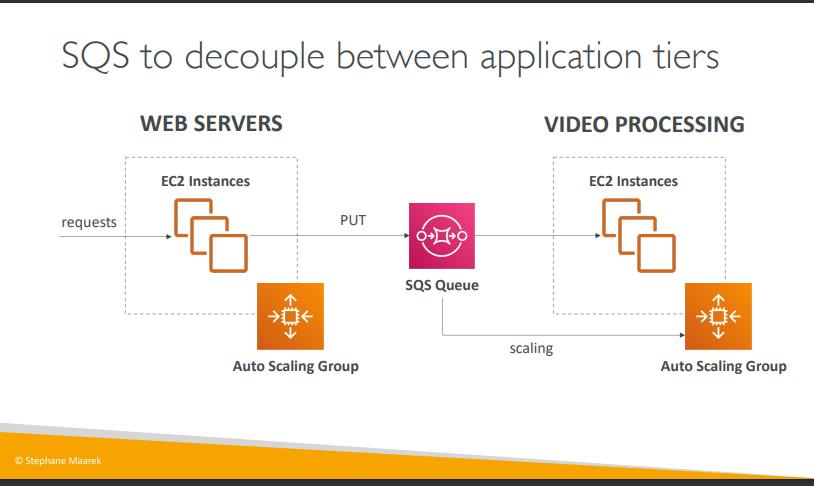 SQS to decouple between application tiers
WEB SERVERS
VIDEO PROCESSING
EC2 Instances
EC2 Instances
requests
PUT
SQS Queue
scaling
Auto Scaling Group
Auto Scaling Group
© Stephane Maarek